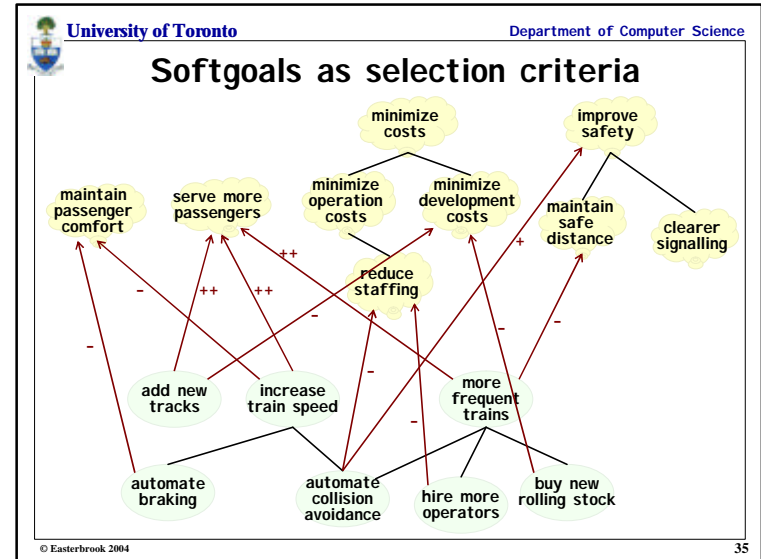 University of Toronto
Department of Computer Science
Softgoals as selection criteria
minimize
costs
improve
safety
maintain
passenger
comfort
serve more
passengers
minimize
operation
costs
minimize
development
costs
maintain
safe
distance
clearer
signalling
reduce
staffing
++
+
-
++
++
-
-
-
-
-
-
add new
tracks
increase
train speed
more
frequent
trains
automate
braking
automate
collision
avoidance
hire more
operators
buy new
rolling stock
© Easterbrook 2004
35